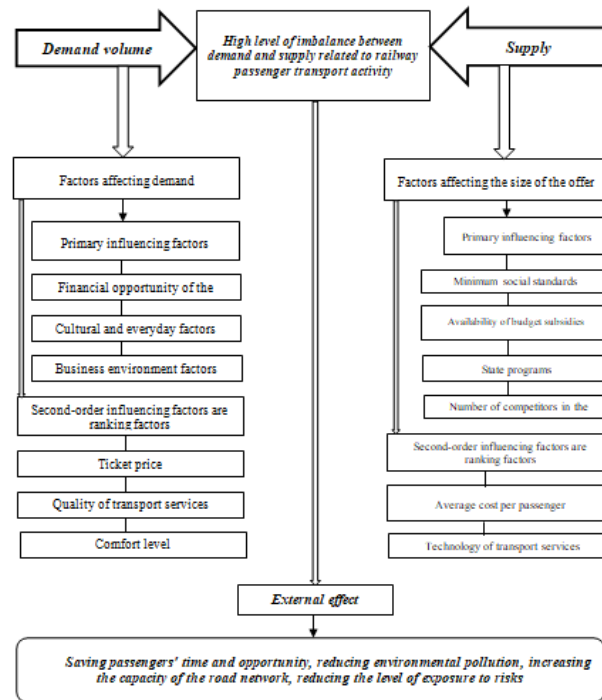 Demand volume
High level of imbalance between
demand and supply related to railway
passenger transport activity
Supply
Factors affecting demand
Primary influencing factors
Financial opportunity of the
Cultural and everyday factors
Business environment factors
Second-order influencing factors are
ranking factors
Ticket price
Quality of transport services
Comfort level
Factors affecting the size of the offer
Primary influencing factors
Minimum social standards
Availability of budget subsidies
State programs
Number of competitors in the
Second-order influencing factors are
ranking factors
Average cost per passenger
Technology of transport services
External effect
Saving passengers' time and opportunity, reducing environmental pollution, increasing
the capacity of the road network, reducing the level of exposure to risks